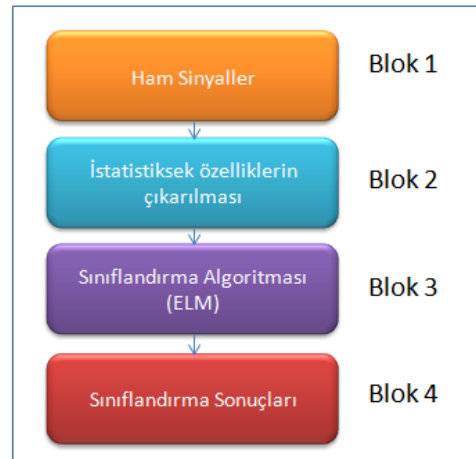 Ham Sinyaller
Blok 1
İstatistiksek özelliklerin
çıkarılması
Blok 2
Sınıflandırma Algoritması
(ELM)
Blok 3
Sınıflandırma Sonuçları
Blok 4